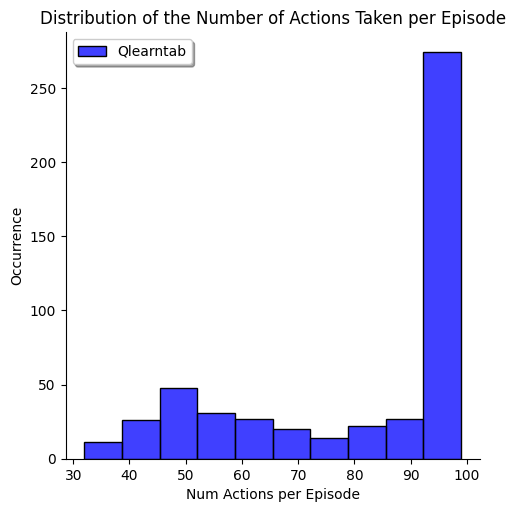 Distribution of the Number of Actions Taken per Episode
Qlearntab
250
200
150
100
50
0
Occurrence
30 40 50 60 70 80 90 100
Num Actions per Episode